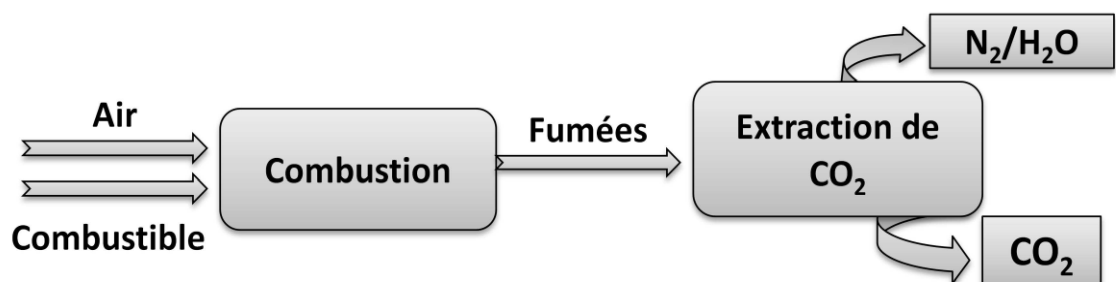 Air
Combustible
Combustion
Fumées
Extraction de
CO₂
N₂/H₂O
CO₂